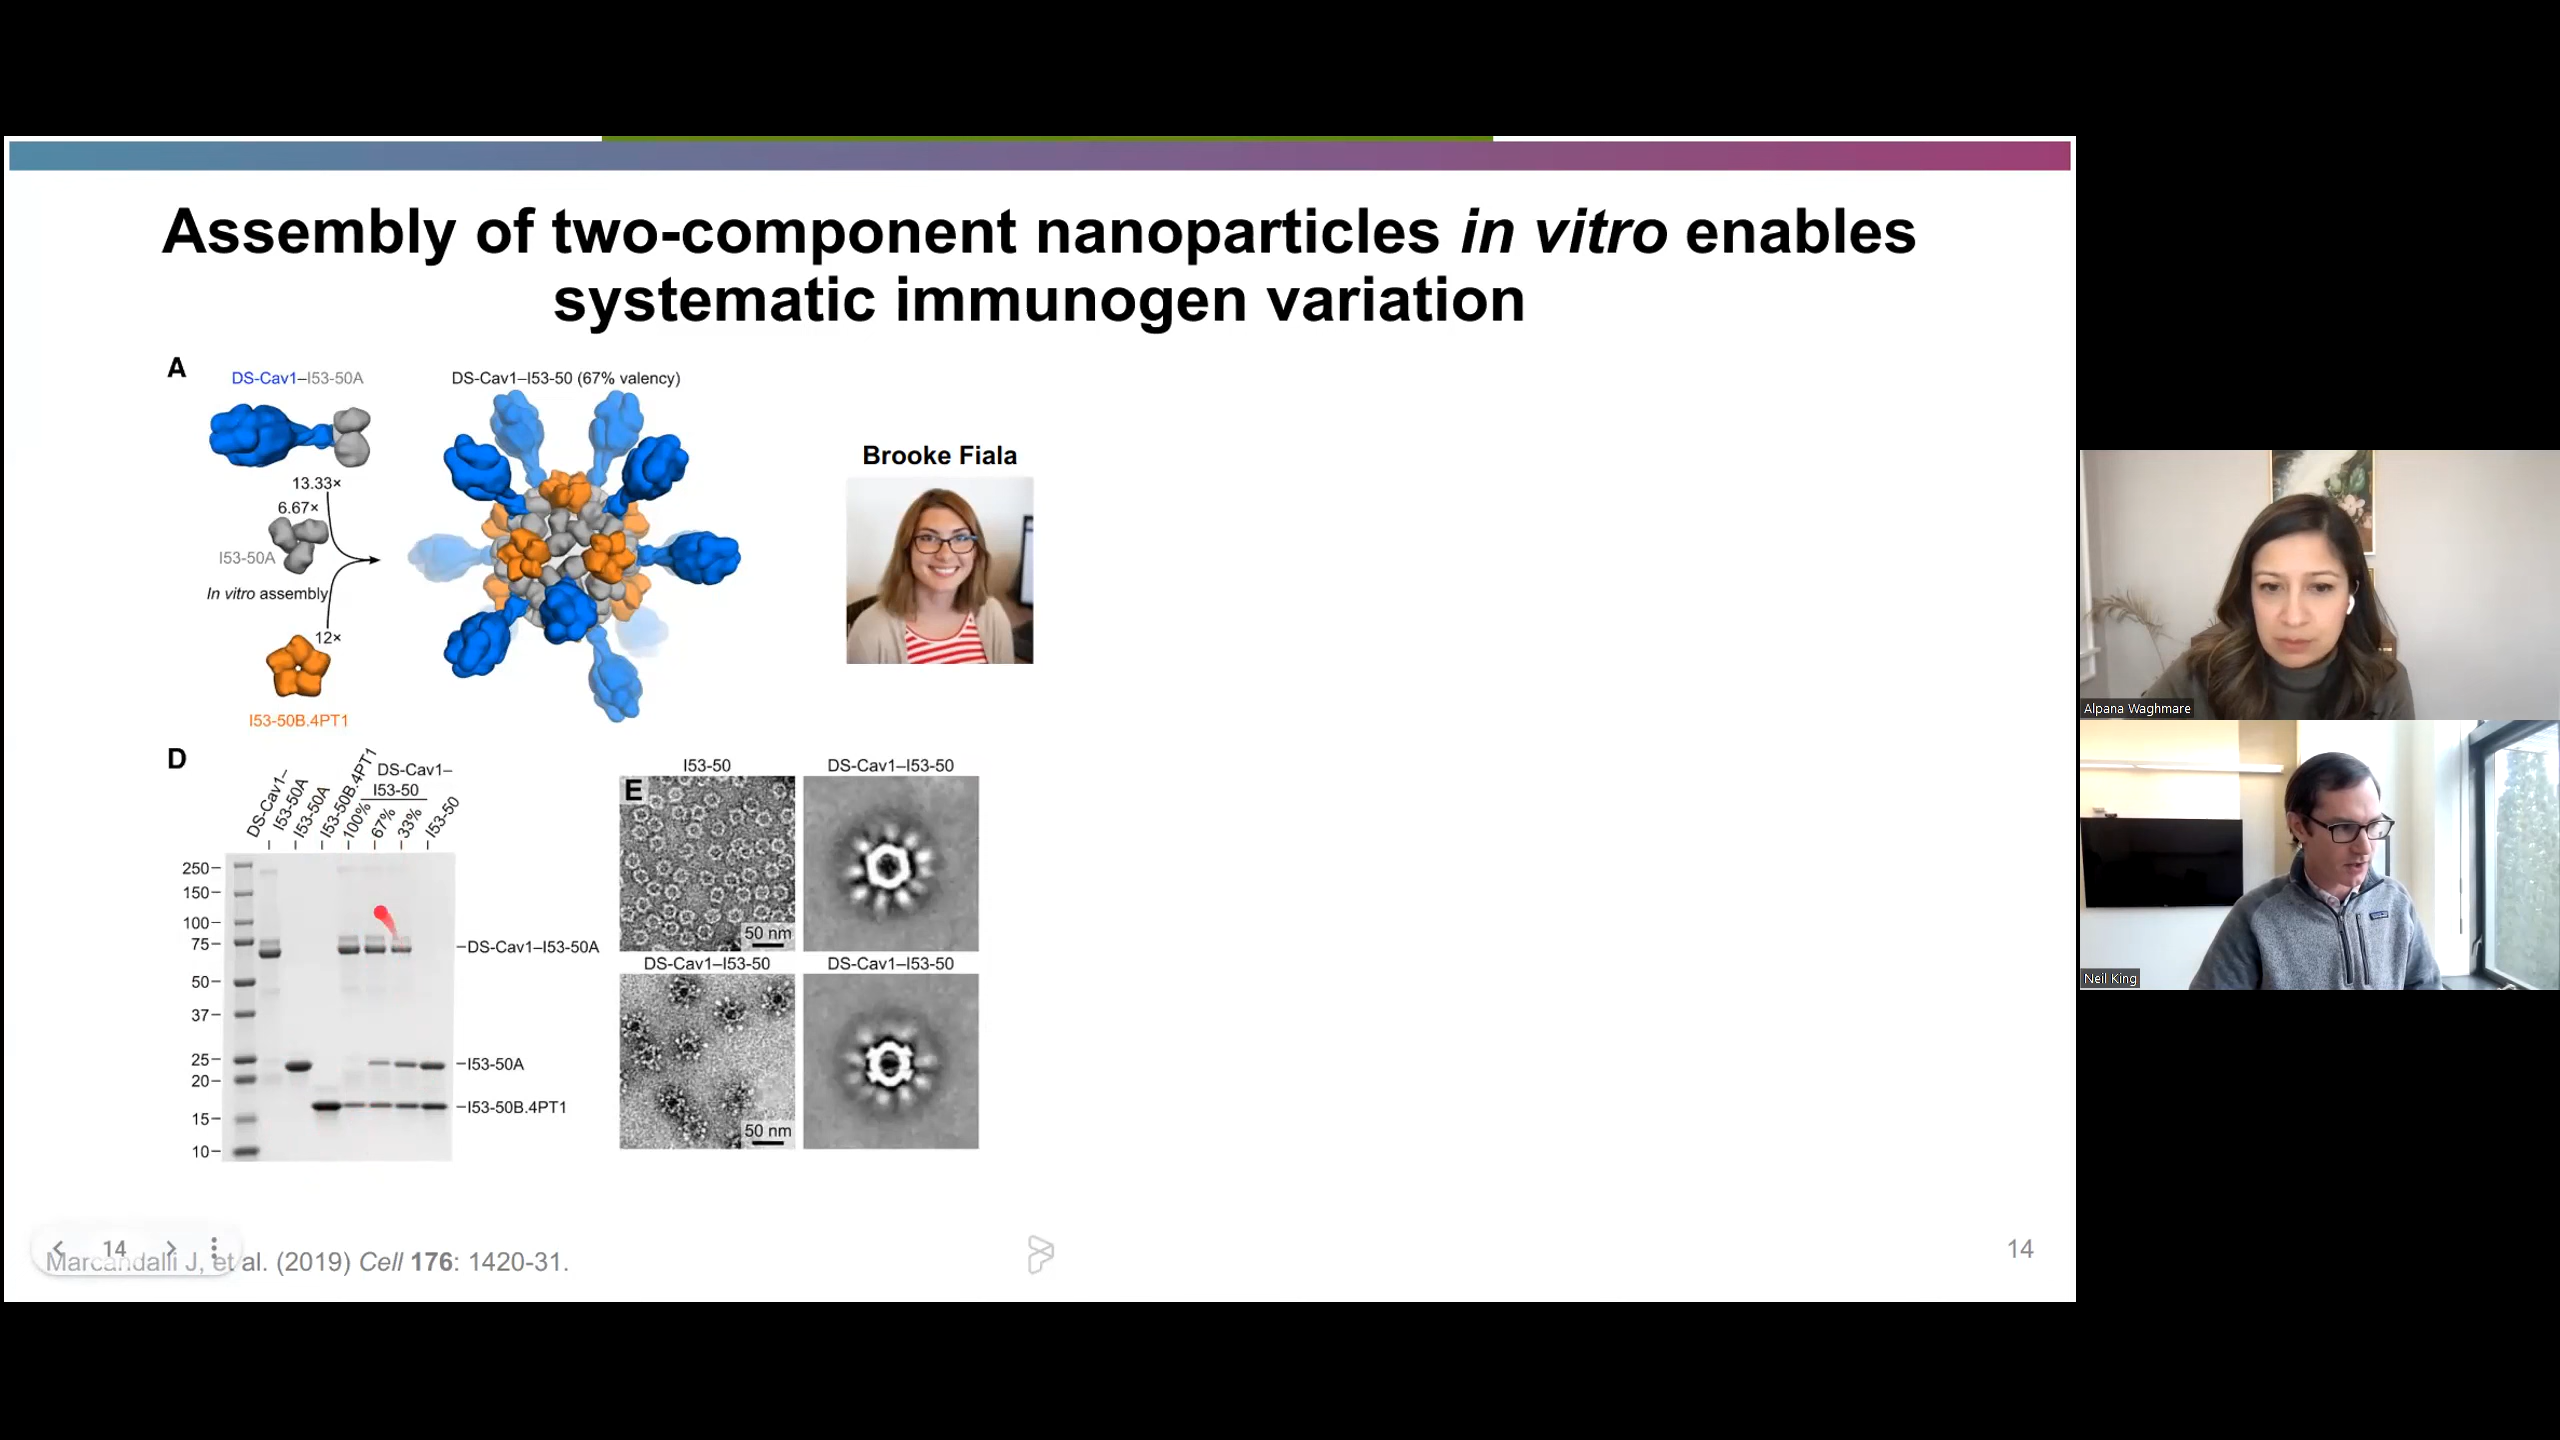 Assembly of two-component nanoparticles in vitro enables
systematic immunogen variation
A
DS-Cav1–I53-50A
DS-Cav1–I53-50 (67% valency)
13.33×
6.67×
I53-50A
In vitro assembly
12×
I53-50B.4PT1
Brooke Fiala
D
DS-Cav1–
I53-50A
I53-50A
I53-50B.4PT1
DS-Cav1–
I53-50
100%
67%
33%
I53-50
250
150
100
75
50
37
25
20
15
10
DS-Cav1–I53-50A
I53-50A
I53-50B.4PT1
E
I53-50
DS-Cav1–I53-50
50 nm
DS-Cav1–I53-50
DS-Cav1–I53-50
50 nm
14
Marcandalli J, et al. (2019) Cell 176: 1420-31.
14
Alpana Waghmare
Neil King